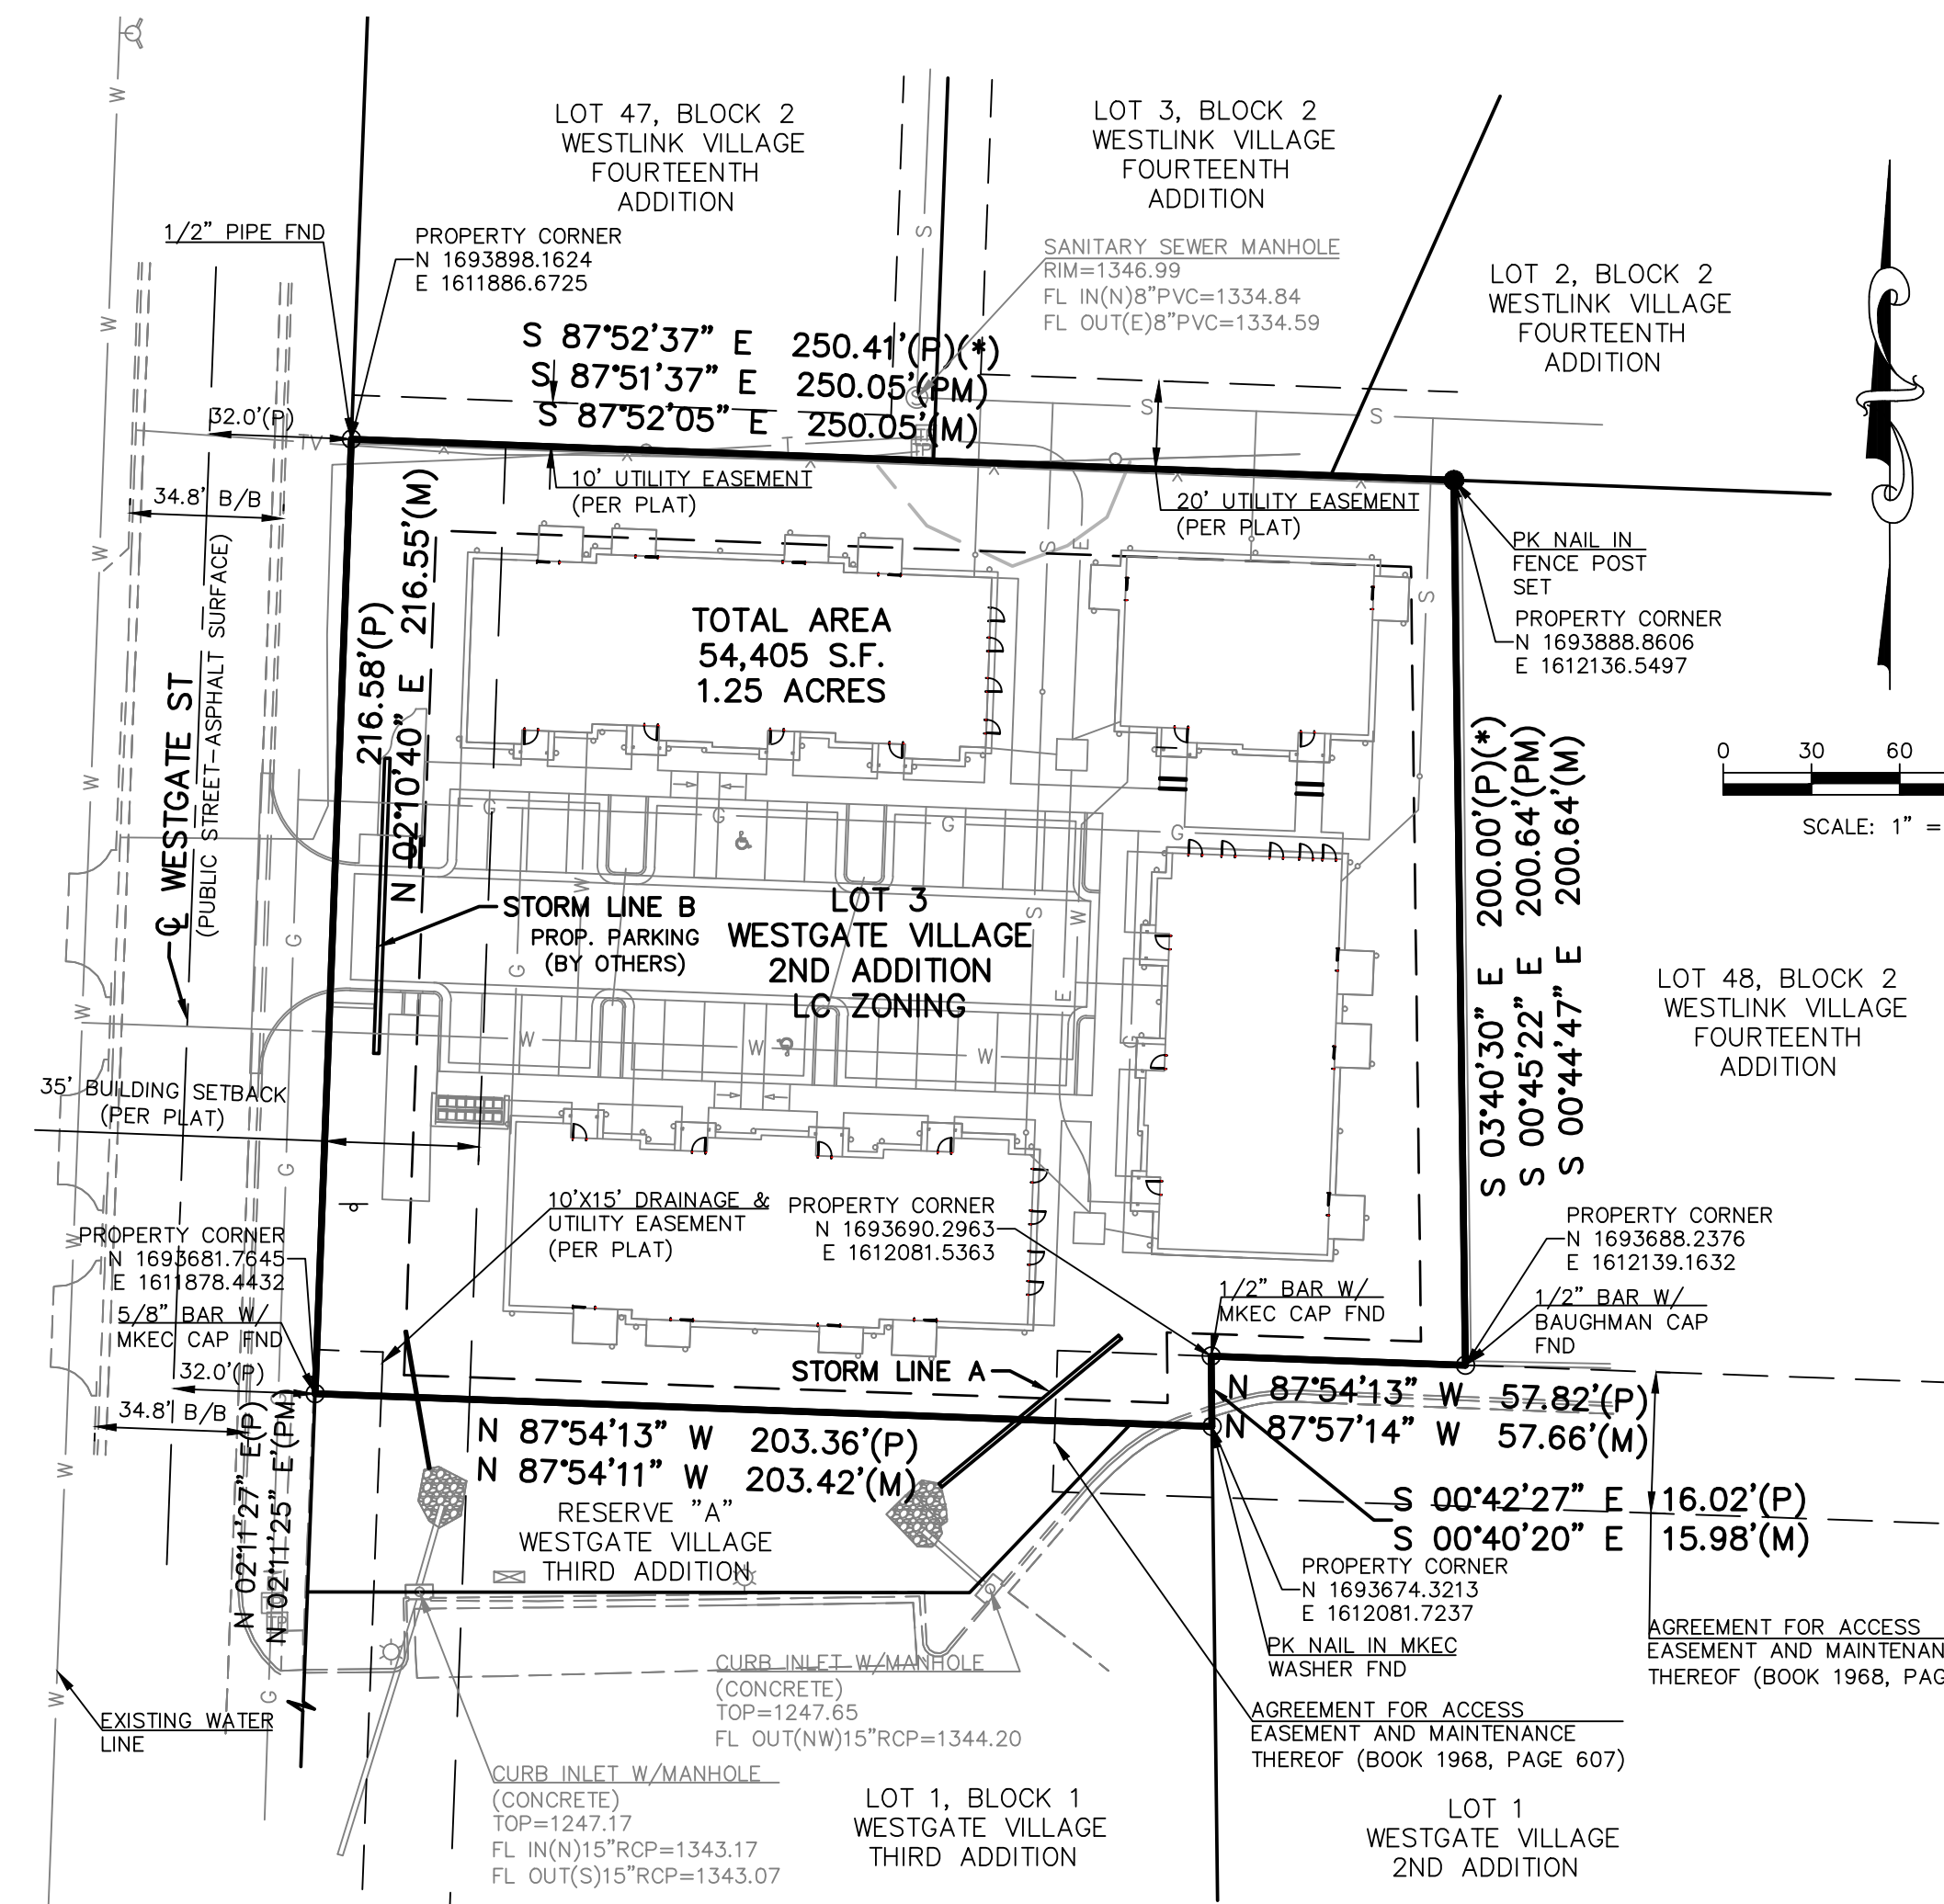 LOT 47, BLOCK 2
WESTLINK VILLAGE
FOURTEENTH
ADDITION
LOT 3, BLOCK 2
WESTLINK VILLAGE
FOURTEENTH
ADDITION
LOT 2, BLOCK 2
WESTLINK VILLAGE
FOURTEENTH
ADDITION
1/2" PIPE FND
PROPERTY CORNER
N 1693898.1624
E 1611886.6725
SANITARY SEWER MANHOLE
RIM=1346.99
FL IN(N)8"PVC=1334.84
FL OUT(E)8"PVC=1334.59
S 87°52'37" E 250.41'(P)(*)
S 87°51'37" E 250.05'(PM)
S 87°52'05" E 250.05'(M)
32.0'(P)
34.8' B/B
10' UTILITY EASEMENT
(PER PLAT)
20' UTILITY EASEMENT
(PER PLAT)
PK NAIL IN
FENCE POST
SET
PROPERTY CORNER
N 1693888.8606
E 1612136.5497
216.58'(P)
N 02°10'40" E 216.55'(M)
TOTAL AREA
54,405 S.F.
1.25 ACRES
℄ WESTGATE ST
(PUBLIC STREET-ASPHALT SURFACE)
0 30 60
SCALE: 1" =
S 03°40'30" E 200.00'(P)(*)
S 00°45'22" E 200.64'(PM)
S 00°44'47" E 200.64'(M)
STORM LINE B
PROP. PARKING
(BY OTHERS)
LOT 3
WESTGATE VILLAGE
2ND ADDITION
LC ZONING
LOT 48, BLOCK 2
WESTLINK VILLAGE
FOURTEENTH
ADDITION
35' BUILDING SETBACK
(PER PLAT)
10'X15' DRAINAGE &
UTILITY EASEMENT
(PER PLAT)
PROPERTY CORNER
N 1693690.2963
E 1612081.5363
PROPERTY CORNER
N 1693688.2376
E 1612139.1632
PROPERTY CORNER
N 1693681.7645
E 1611878.4432
5/8" BAR W/
MKEC CAP FND
1/2" BAR W/
MKEC CAP FND
1/2" BAR W/
BAUGHMAN CAP
FND
32.0'(P)
34.8' B/B
STORM LINE A
N 87°54'13" W 57.82'(P)
N 87°57'14" W 57.66'(M)
N 87°54'13" W 203.36'(P)
N 87°54'11" W 203.42'(M)
N 02°11'27" E(P)
N 02°11'25" E'(PM)
S 00°42'27" E 16.02'(P)
S 00°40'20" E 15.98'(M)
RESERVE "A"
WESTGATE VILLAGE
THIRD ADDITION
PROPERTY CORNER
N 1693674.3213
E 1612081.7237
PK NAIL IN MKEC
WASHER FND
AGREEMENT FOR ACCESS
EASEMENT AND MAINTENAN
THEREOF (BOOK 1968, PAG
CURB INLET W/MANHOLE
(CONCRETE)
TOP=1247.65
FL OUT(NW)15"RCP=1344.20
AGREEMENT FOR ACCESS
EASEMENT AND MAINTENANCE
THEREOF (BOOK 1968, PAGE 607)
EXISTING WATER
LINE
CURB INLET W/MANHOLE
(CONCRETE)
TOP=1247.17
FL IN(N)15"RCP=1343.17
FL OUT(S)15"RCP=1343.07
LOT 1, BLOCK 1
WESTGATE VILLAGE
THIRD ADDITION
LOT 1
WESTGATE VILLAGE
2ND ADDITION